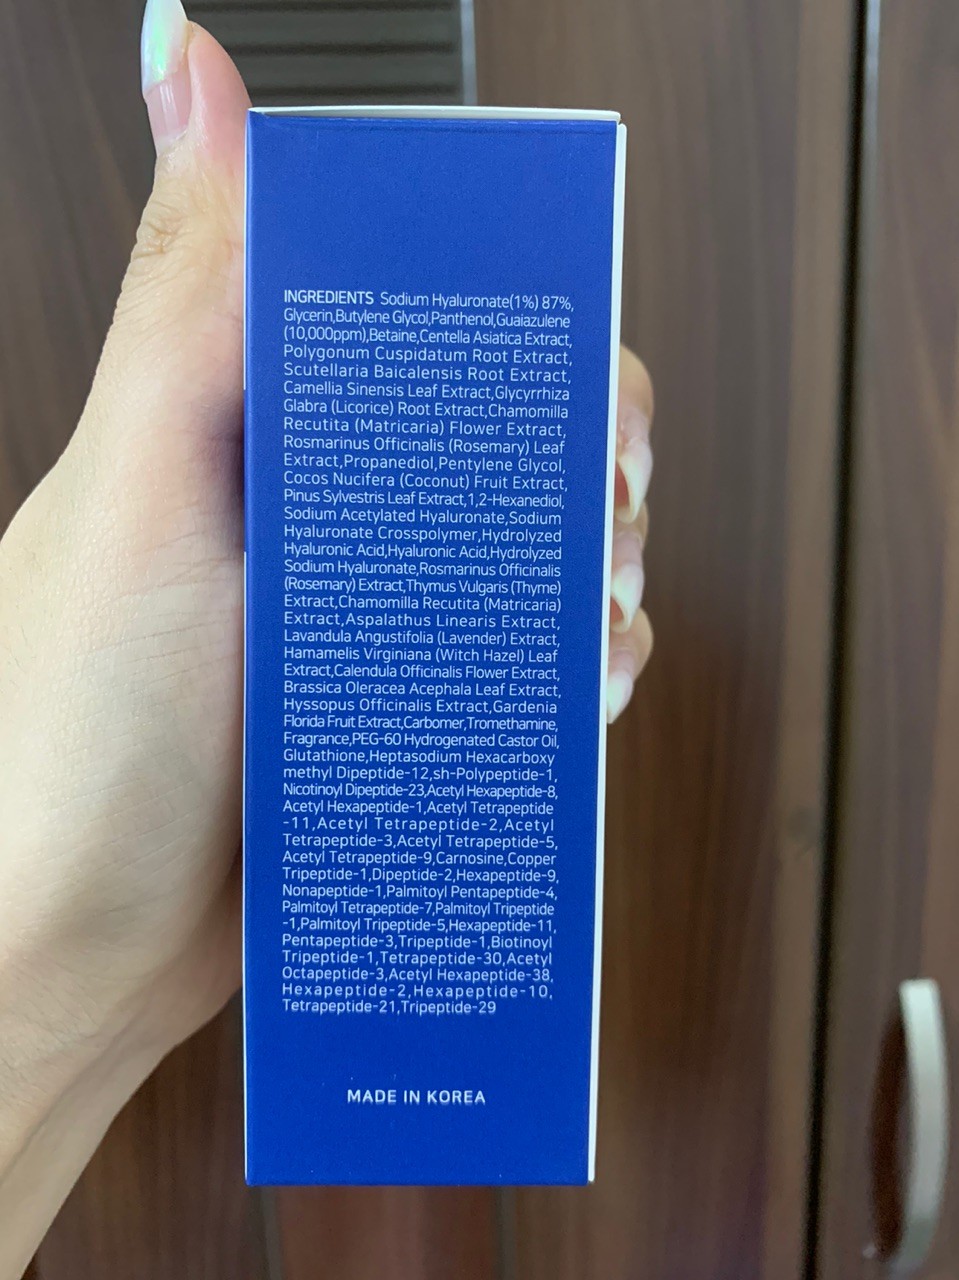 INGREDIENTS Sodium Hyaluronate(1%) 87%,
Glycerin,Butylene Glycol,Panthenol,Guaiazulene
(10,000ppm),Betaine,Centella Asiatica Extract,
Polygonum Cuspidatum Root Extract,
Scutellaria Baicalensis Root Extract,
Camellia Sinensis Leaf Extract,Glycyrrhiza
Glabra (Licorice) Root Extract,Chamomilla
Recutita (Matricaria) Flower Extract,
Rosmarinus Officinalis (Rosemary) Leaf
Extract,Propanediol,Pentylene Glycol,
Cocos Nucifera (Coconut) Fruit Extract,
Pinus Sylvestris Leaf Extract,1,2-Hexanediol,
Sodium Acetylated Hyaluronate,Sodium
Hyaluronate Crosspolymer,Hydrolyzed
Hyaluronic Acid,Hyaluronic Acid,Hydrolyzed
Sodium Hyaluronate,Rosmarinus Officinalis
(Rosemary) Extract,Thymus Vulgaris (Thyme)
Extract,Chamomilla Recutita (Matricaria)
Extract,Aspalathus Linearis Extract,
Lavandula Angustifolia (Lavender) Extract,
Hamamelis Virginiana (Witch Hazel) Leaf
Extract,Calendula Officinalis Flower Extract,
Brassica Oleracea Acephala Leaf Extract,
Hyssopus Officinalis Extract,Gardenia
Florida Fruit Extract,Carbomer,Tromethamine,
Fragrance,PEG-60 Hydrogenated Castor Oil,
Glutathione,Heptasodium Hexacarboxy
methyl Dipeptide-12,sh-Polypeptide-1,
Nicotinoyl Dipeptide-23,Acetyl Hexapeptide-8,
Acetyl Hexapeptide-1,Acetyl Tetrapeptide
-11,Acetyl Tetrapeptide-2,Acetyl
Tetrapeptide-3,Acetyl Tetrapeptide-5,
Acetyl Tetrapeptide-9,Carnosine,Copper
Tripeptide-1,Dipeptide-2,Hexapeptide-9,
Nonapeptide-1,Palmitoyl Pentapeptide-4,
Palmitoyl Tetrapeptide-7,Palmitoyl Tripeptide
-1,Palmitoyl Tripeptide-5,Hexapeptide-11,
Pentapeptide-3,Tripeptide-1,Biotinoyl
Tripeptide-1,Tetrapeptide-30,Acetyl
Octapeptide-3,Acetyl Hexapeptide-38,
Hexapeptide-2,Hexapeptide-10,
Tetrapeptide-21,Tripeptide-29
MADE IN KOREA